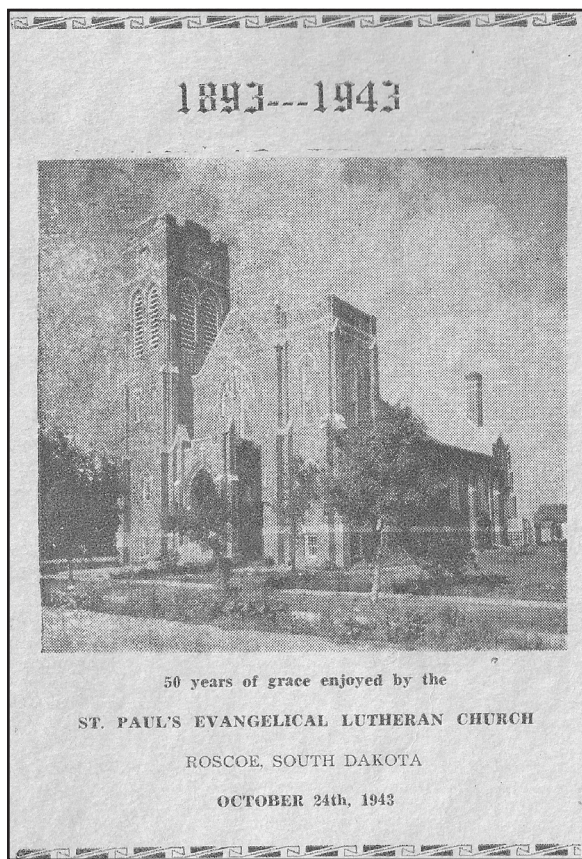 1893---1943
50 years of grace enjoyed by the
ST. PAUL'S EVANGELICAL LUTHERAN CHURCH
ROSCOE, SOUTH DAKOTA
OCTOBER 24th, 1943